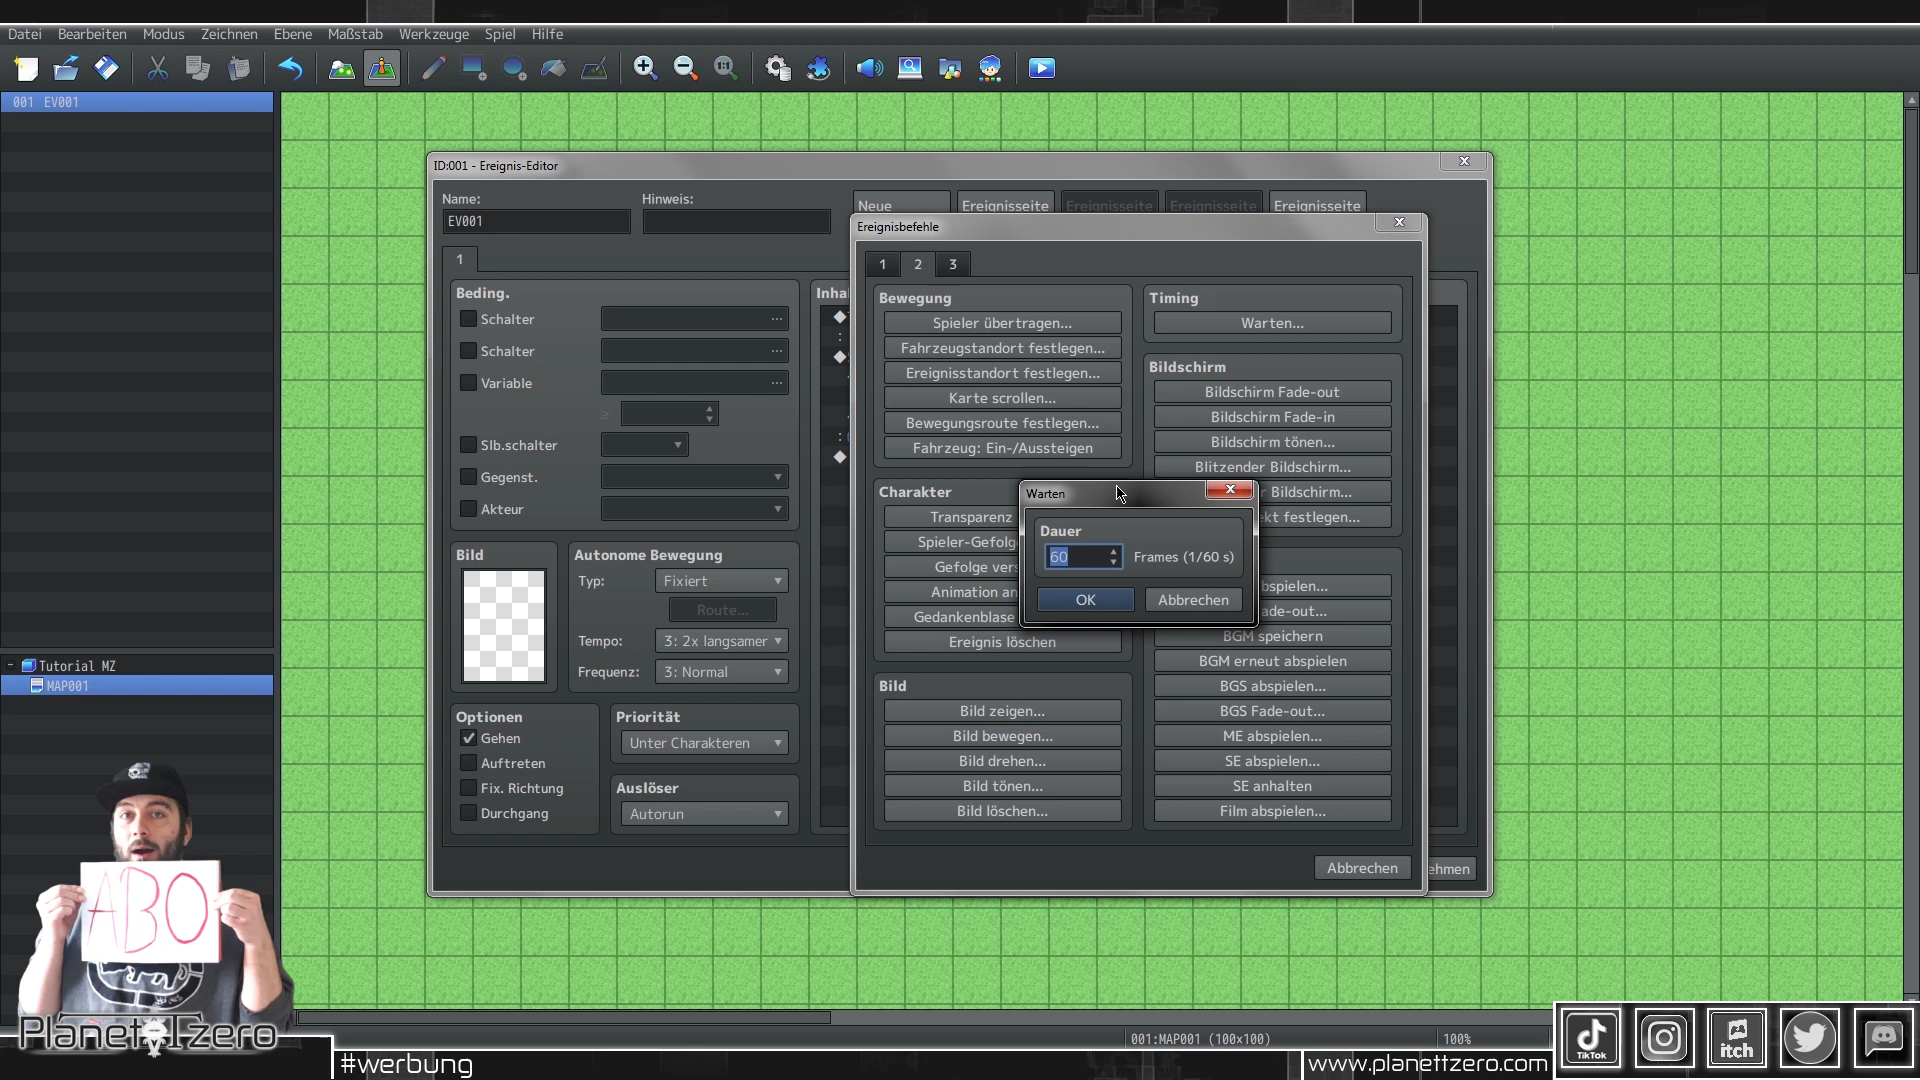 Datei Bearbeiten Modus Zeichnen Ebene Maßstab Werkzeuge Spiel Hilfe
001 EV001
ID:001 - Ereignis-Editor
Name:
Hinweis:
EV001
Neue
Ereignisseite
Ereignisseite
Ereignisseite
Ereignisseite
1
Beding.
Schalter
Schalter
Variable
≥
Slb.schalter
Gegenst.
Akteur
Bild
Autonome Bewegung
Typ: Fixiert
Route...
Tempo: 3: 2x langsamer
Frequenz: 3: Normal
Optionen
Gehen
Auftreten
Fix. Richtung
Durchgang
Priorität
Unter Charakteren
Auslöser
Autorun
Inha
Ereignisbefehle
1 2 3
Bewegung
Spieler übertragen...
Fahrzeugstandort festlegen...
Ereignisstandort festlegen...
Karte scrollen...
Bewegungsroute festlegen...
Fahrzeug: Ein-/Aussteigen
Charakter
Transparenz
Spieler-Gefolg
Gefolge vers
Animation an
Gedankenblase
Ereignis löschen
Bild
Bild zeigen...
Bild bewegen...
Bild drehen...
Bild tönen...
Bild löschen...
Timing
Warten...
Bildschirm
Bildschirm Fade-out
Bildschirm Fade-in
Bildschirm tönen...
Blitzender Bildschirm...
r Bildschirm...
ekt festlegen...
bspielen...
ade-out...
BGM speichern
BGM erneut abspielen
BGS abspielen...
BGS Fade-out...
ME abspielen...
SE abspielen...
SE anhalten
Film abspielen...
Abbrechen
ehmen
Warten
Dauer
60 Frames (1/60 s)
OK Abbrechen
Tutorial MZ
MAP001
ABO
PlanetTzero
001:MAP001 (100x100)
100%
#werbung
www.planettzero.com
TikTok
itch